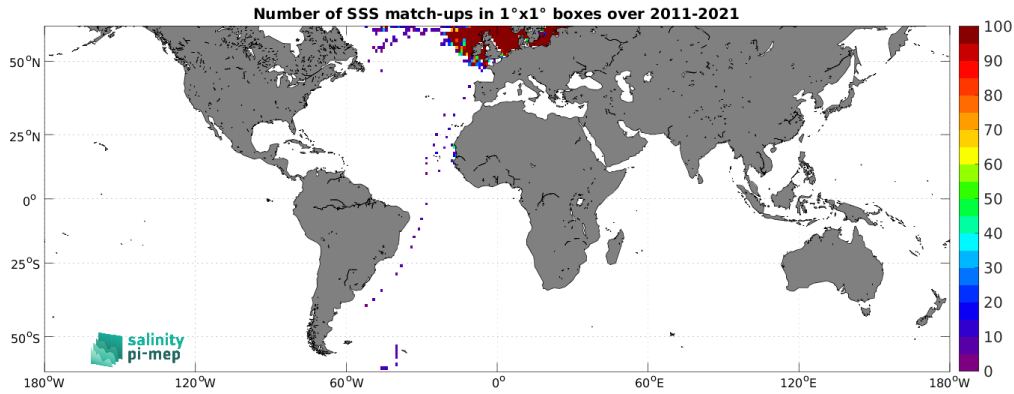 Number of SSS match-ups in 1°x1° boxes over 2011-2021
50°N
25°N
0°
25°S
50°S
180°W
120°W
60°W
0°
60°E
120°E
180°W
100
90
80
70
60
50
40
30
20
10
0
salinity
pi-mep